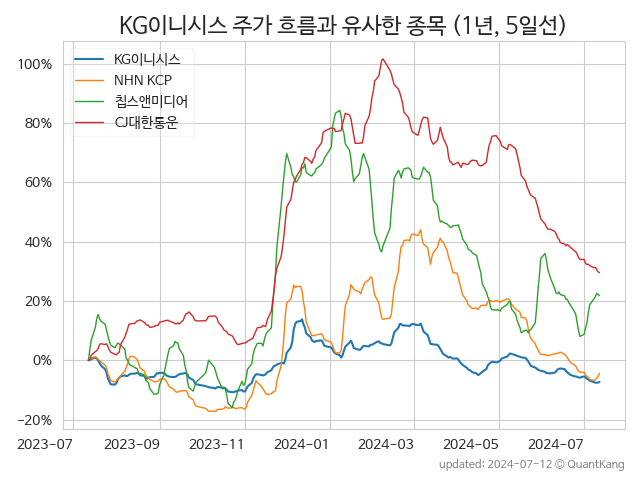 KG이니시스 주가 흐름과 유사한 종목 (1년, 5일선)
KG이니시스
NHN KCP
칩스앤미디어
CJ대한통운
100%
80%
60%
40%
20%
0%
−20%
2023-07 2023-09 2023-11 2024-01 2024-03 2024-05 2024-07
updated: 2024-07-12 © QuantKang